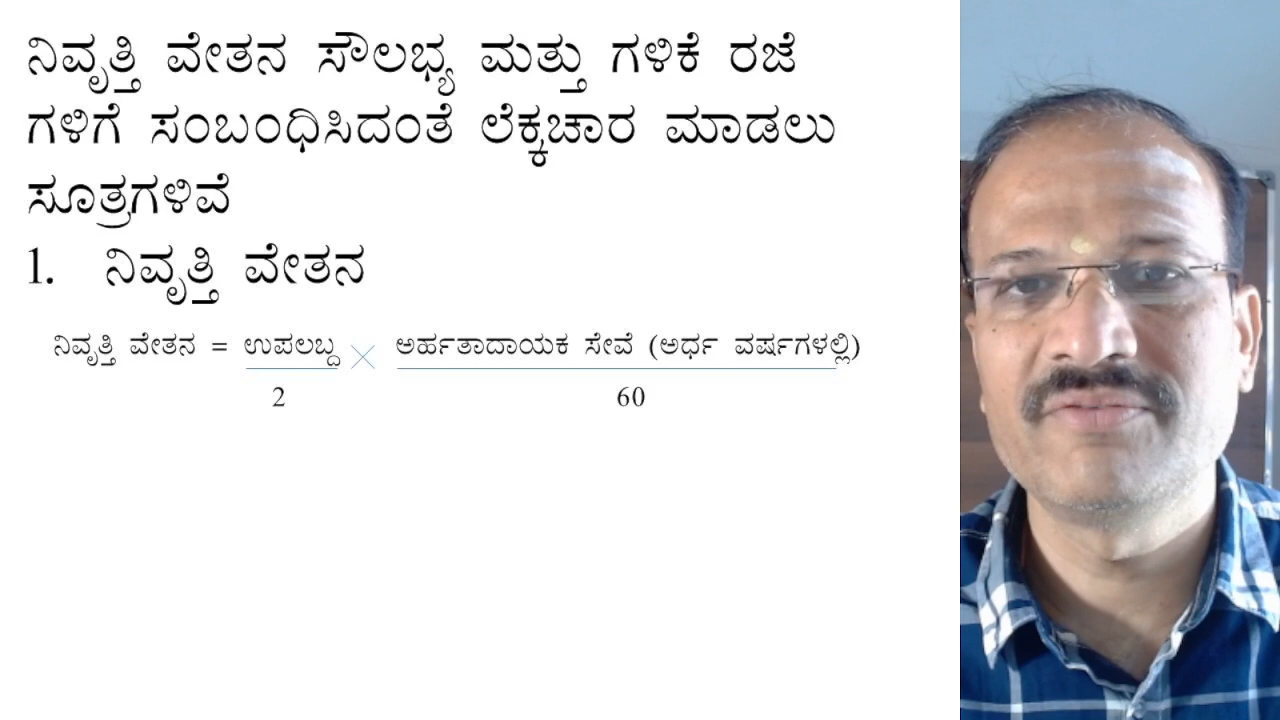 ನಿವೃತ್ತಿ ವೇತನ ಸೌಲಭ್ಯ ಮತ್ತು ಗಳಿಕೆ ರಜೆ
ಗಳಿಗೆ ಸಂಬಂಧಿಸಿದಂತೆ ಲೆಕ್ಕಚಾರ ಮಾಡಲು
ಸೂತ್ರಗಳಿವೆ
1. ನಿವೃತ್ತಿ ವೇತನ
ನಿವೃತ್ತಿ ವೇತನ = ಉಪಲಬ್ದ × ಅರ್ಹತಾದಾಯಕ ಸೇವೆ (ಅರ್ಧ ವರ್ಷಗಳಲ್ಲಿ)
2 60